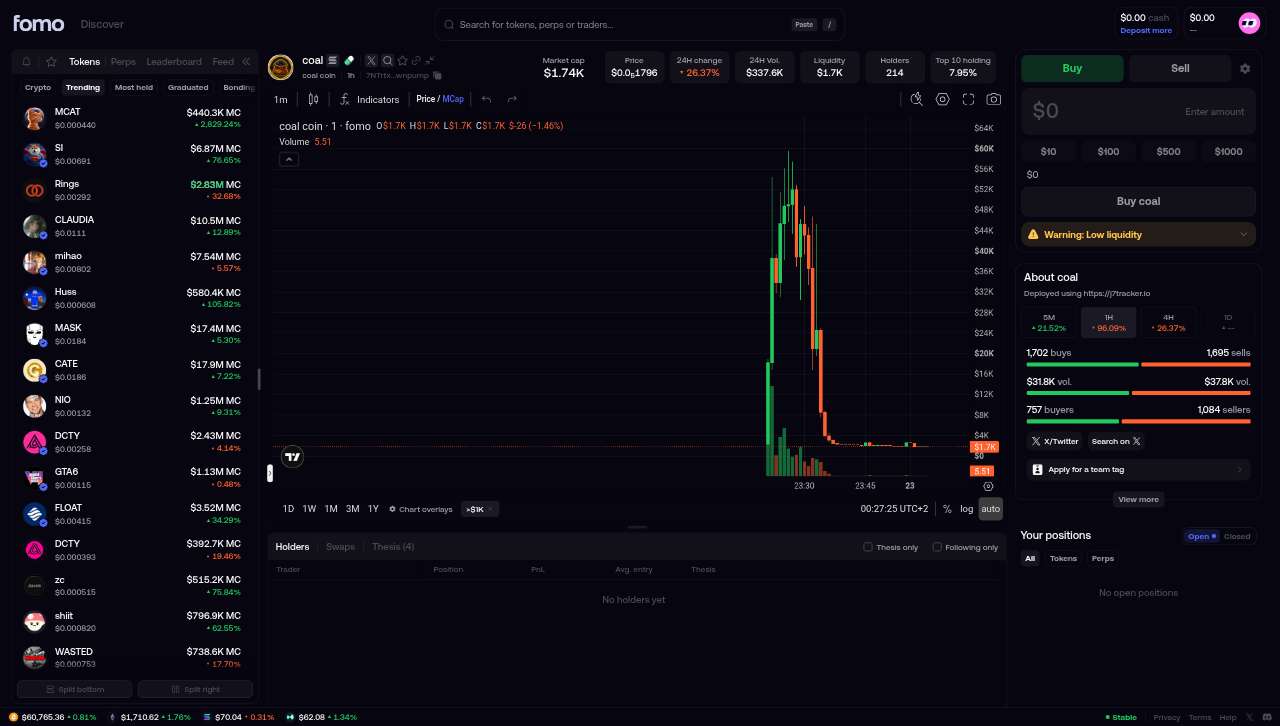 fomo Discover
Search for tokens, perps or traders... Paste /
$0.00 cash
Deposit more
$0.00
—
Tokens Perps Leaderboard Feed
Crypto Trending Most held Graduated Bonding
MCAT $440.3K MC
$0.000440 2,829.24%
SI $6.87M MC
$0.00691 76.65%
Rings $2.83M MC
$0.00292 32.68%
CLAUDIA $10.5M MC
$0.0111 12.89%
mihao $7.54M MC
$0.00802 5.57%
Huss $580.4K MC
$0.000608 105.82%
MASK $17.4M MC
$0.0184 5.30%
CATE $17.9M MC
$0.0186 7.22%
NIO $1.25M MC
$0.00132 9.31%
DCTY $2.43M MC
$0.00258 4.14%
GTA6 $1.13M MC
$0.00115 0.48%
FLOAT $3.52M MC
$0.00415 34.29%
DCTY $392.7K MC
$0.000393 19.46%
zc $515.2K MC
$0.000515 75.84%
shiit $796.9K MC
$0.000820 62.55%
WASTED $738.6K MC
$0.000753 17.70%
Split bottom Split right
coal
coal coin 1h 7NTttx...wnpump
Market cap
$1.74K
Price
$0.0₅1796
24H change
26.37%
24H Vol.
$337.6K
Liquidity
$1.7K
Holders
214
Top 10 holding
7.95%
1m Indicators Price / MCap
coal coin · 1 · fomo O$1.7K H$1.7K L$1.7K C$1.7K $-26 (−1.46%)
Volume 5.51
$64K
$60K
$56K
$52K
$48K
$44K
$40K
$36K
$32K
$28K
$24K
$20K
$16K
$12K
$8K
$4K
$1.7K
$0
5.51
23:30 23:45 23
1D 1W 1M 3M 1Y Chart overlays >$1K 00:27:25 UTC+2 % log auto
Holders Swaps Thesis (4) Thesis only Following only
Trader Position PnL Avg. entry Thesis
No holders yet
Buy Sell
$0 Enter amount
$10 $100 $500 $1000
$0
Buy coal
Warning: Low liquidity
About coal
Deployed using https://j7tracker.io
5M 1H 4H 1D
21.52% 96.09% 26.37% --
1,702 buys 1,695 sells
$31.8K vol. $37.8K vol.
757 buyers 1,084 sellers
X/Twitter Search on X
Apply for a team tag
View more
Your positions Open Closed
All Tokens Perps
No open positions
$60,765.36 0.81% $1,710.62 1.76% $70.04 0.31% $62.08 1.34%
Stable Privacy Terms Help